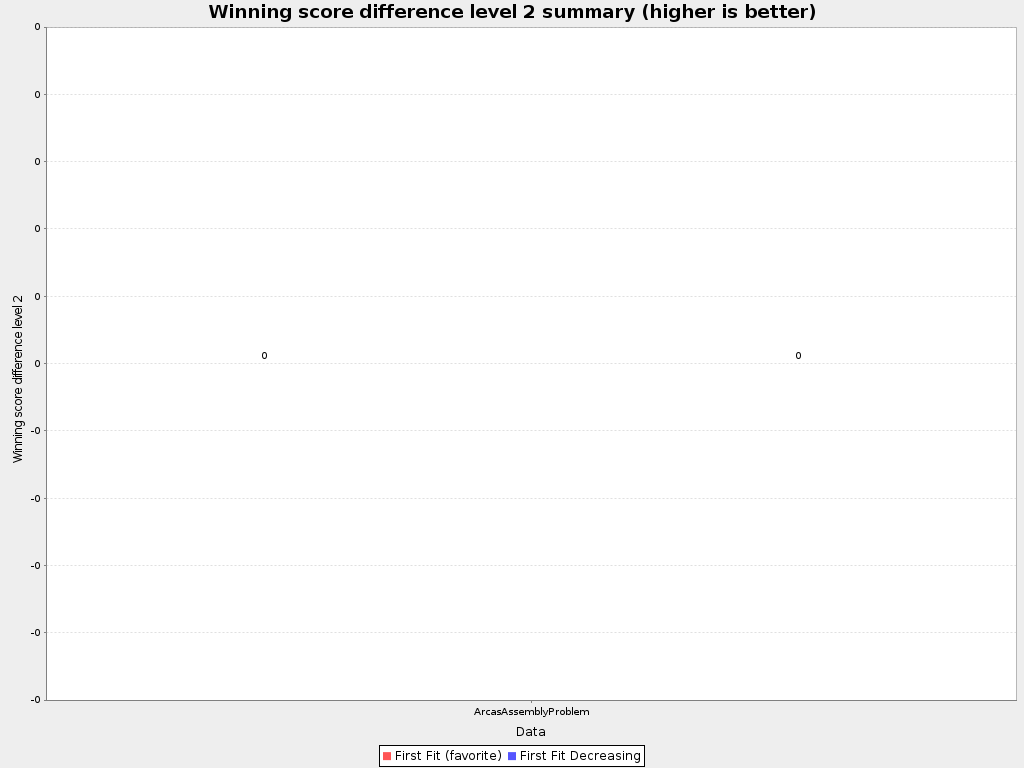 Winning score difference level 2 summary (higher is better)
0
0
0
0
0
0
-0
-0
-0
-0
-0
Winning score difference level 2
0
0
ArcasAssemblyProblem
Data
First Fit (favorite) First Fit Decreasing